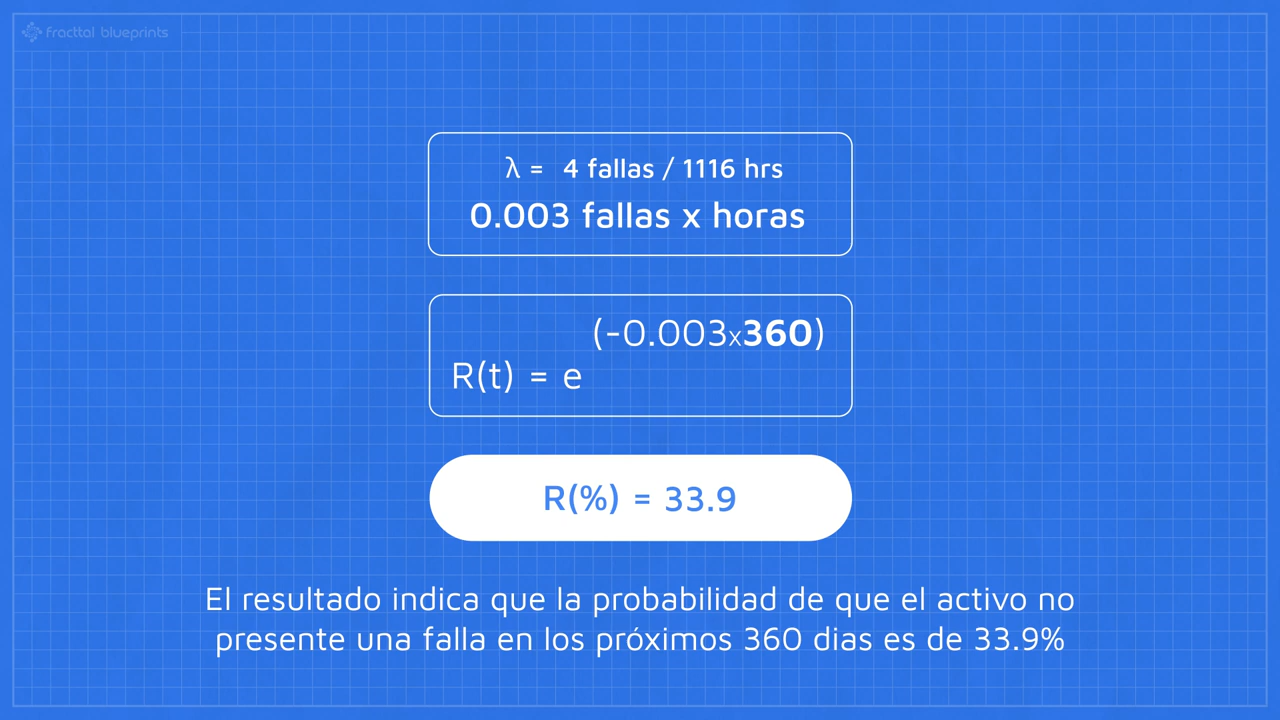 fracttal blueprints
λ = 4 fallas / 1116 hrs
0.003 fallas x horas
(-0.003x360)
R(t) = e
R(%) = 33.9
El resultado indica que la probabilidad de que el activo no
presente una falla en los próximos 360 dias es de 33.9%